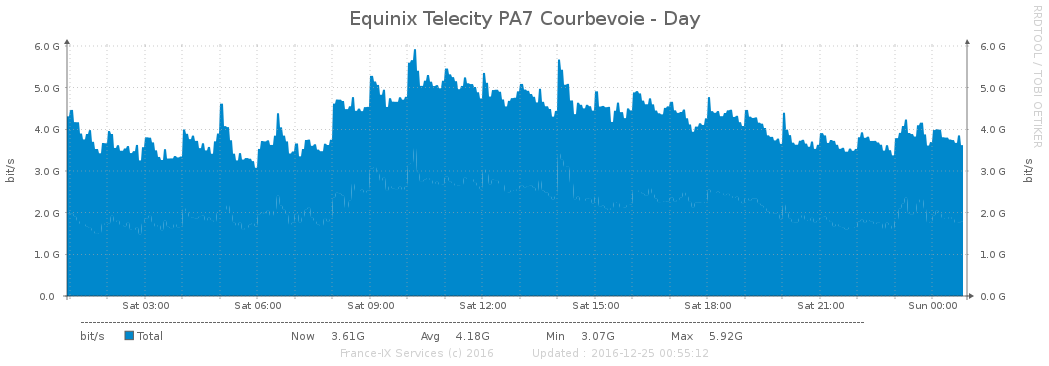 Equinix Telecity PA7 Courbevoie - Day
RRDTOOL / TOBI OETIKER
6.0 G 6.0 G
5.0 G 5.0 G
4.0 G 4.0 G
3.0 G 3.0 G
2.0 G 2.0 G
1.0 G 1.0 G
0.0 0.0 G
bit/s
bit/s
Sat 03:00 Sat 06:00 Sat 09:00 Sat 12:00 Sat 15:00 Sat 18:00 Sat 21:00 Sun 00:00
bit/s Total Now 3.61G Avg 4.18G Min 3.07G Max 5.92G
France-IX Services (c) 2016 Updated : 2016-12-25 00:55:12